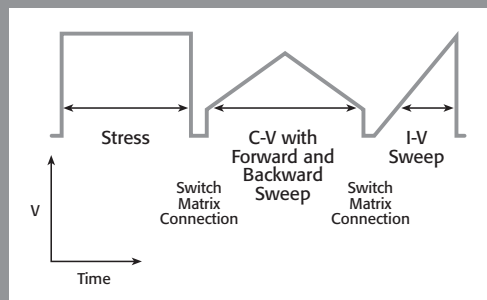 Stress
C-V with
Forward and
Backward
Sweep
I-V
Sweep
Switch
Matrix
Connection
Switch
Matrix
Connection
V
Time